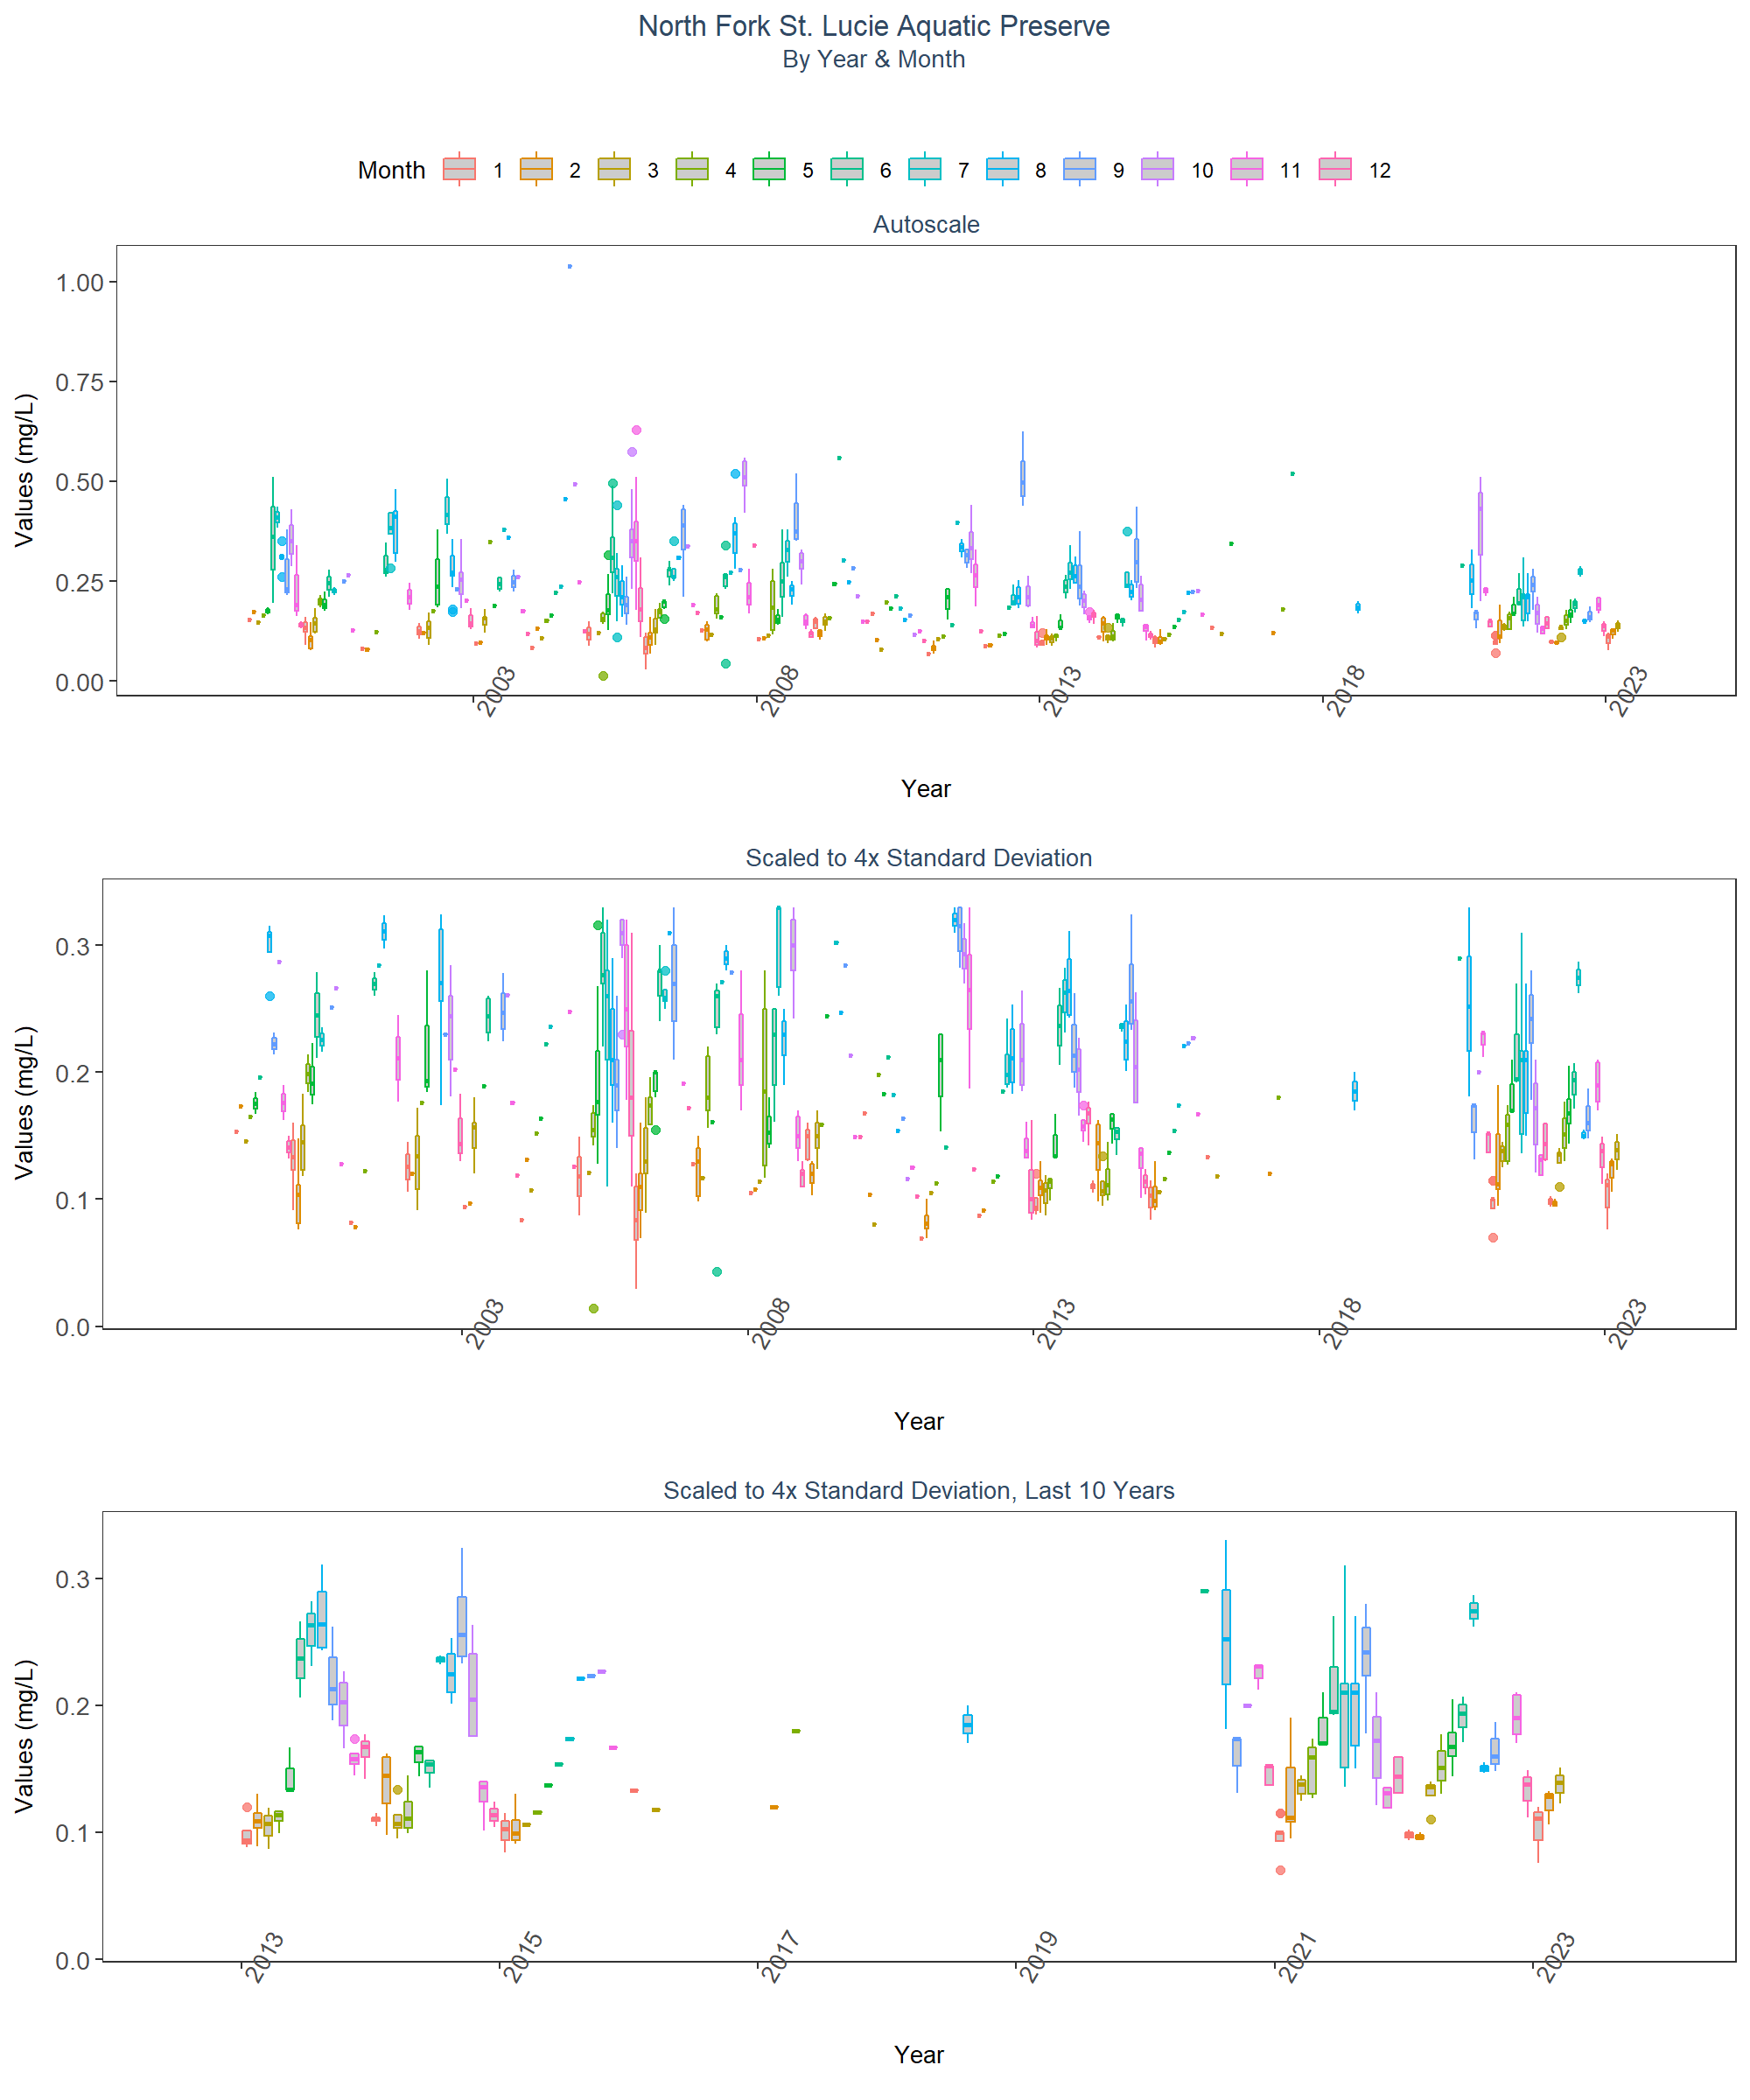 North Fork St. Lucie Aquatic Preserve
By Year & Month
Month 1 2 3 4 5 6 7 8 9 10 11 12
Autoscale
Values (mg/L)
1.00
0.75
0.50
0.25
0.00
2003 2008 2013 2018 2023
Year
Scaled to 4x Standard Deviation
Values (mg/L)
0.3
0.2
0.1
0.0
2003 2008 2013 2018 2023
Year
Scaled to 4x Standard Deviation, Last 10 Years
Values (mg/L)
0.3
0.2
0.1
0.0
2013 2015 2017 2019 2021 2023
Year